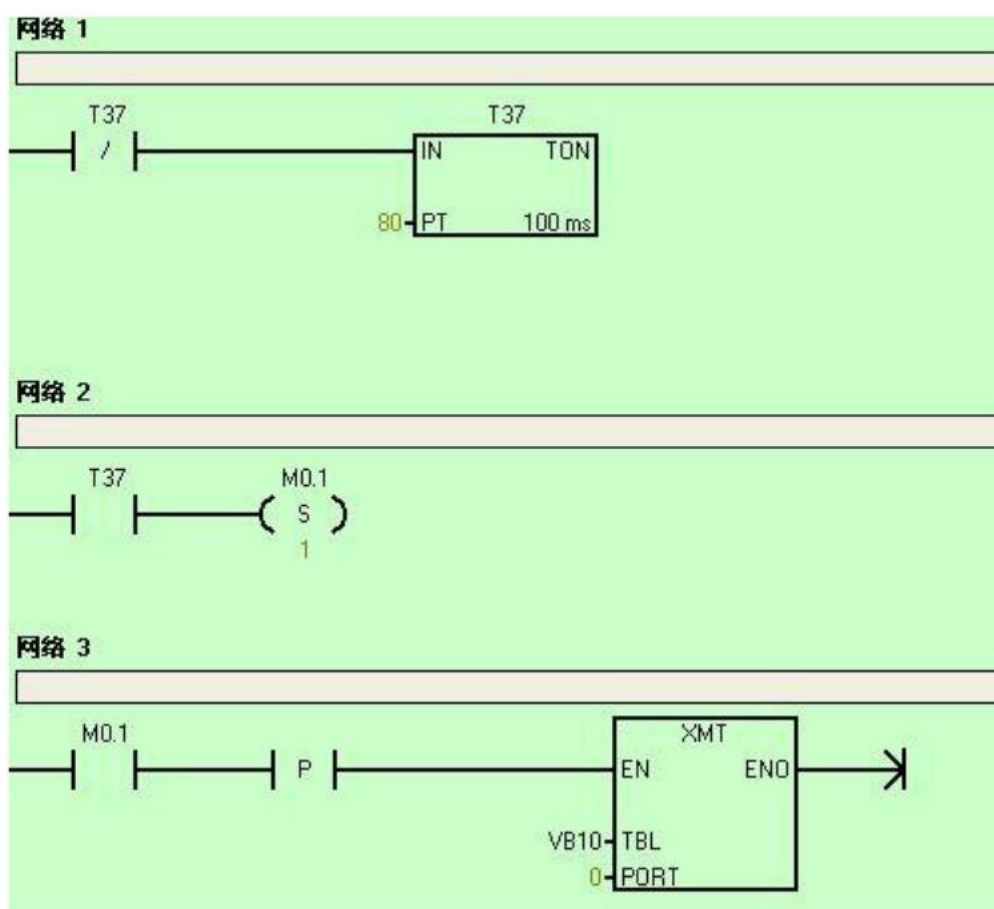 网络 1
T37
/
T37
IN TON
80 PT 100 ms
网络 2
T37
M0.1
S
1
网络 3
M0.1
P
XMT
EN ENO
VB10 TBL
0 PORT